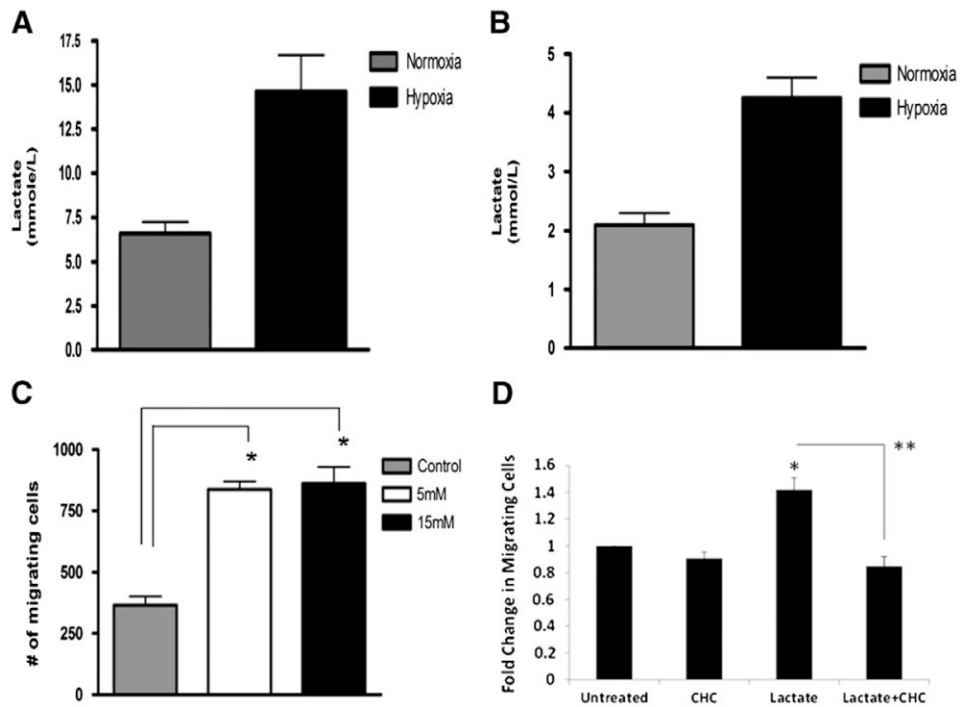 A
17.5
15.0
12.5
10.0
7.5
5.0
2.5
0.0
Lactate
(mmole/L)
Normoxia
Hypoxia
B
5
4
3
2
1
0
Lactate
(mmol/L)
Normoxia
Hypoxia
C
1000
750
500
250
0
# of migrating cells
*
*
Control
5mM
15mM
D
1.6
1.4
1.2
1
0.8
0.6
0.4
0.2
0
Fold Change in Migrating Cells
*
**
Untreated
CHC
Lactate
Lactate+CHC